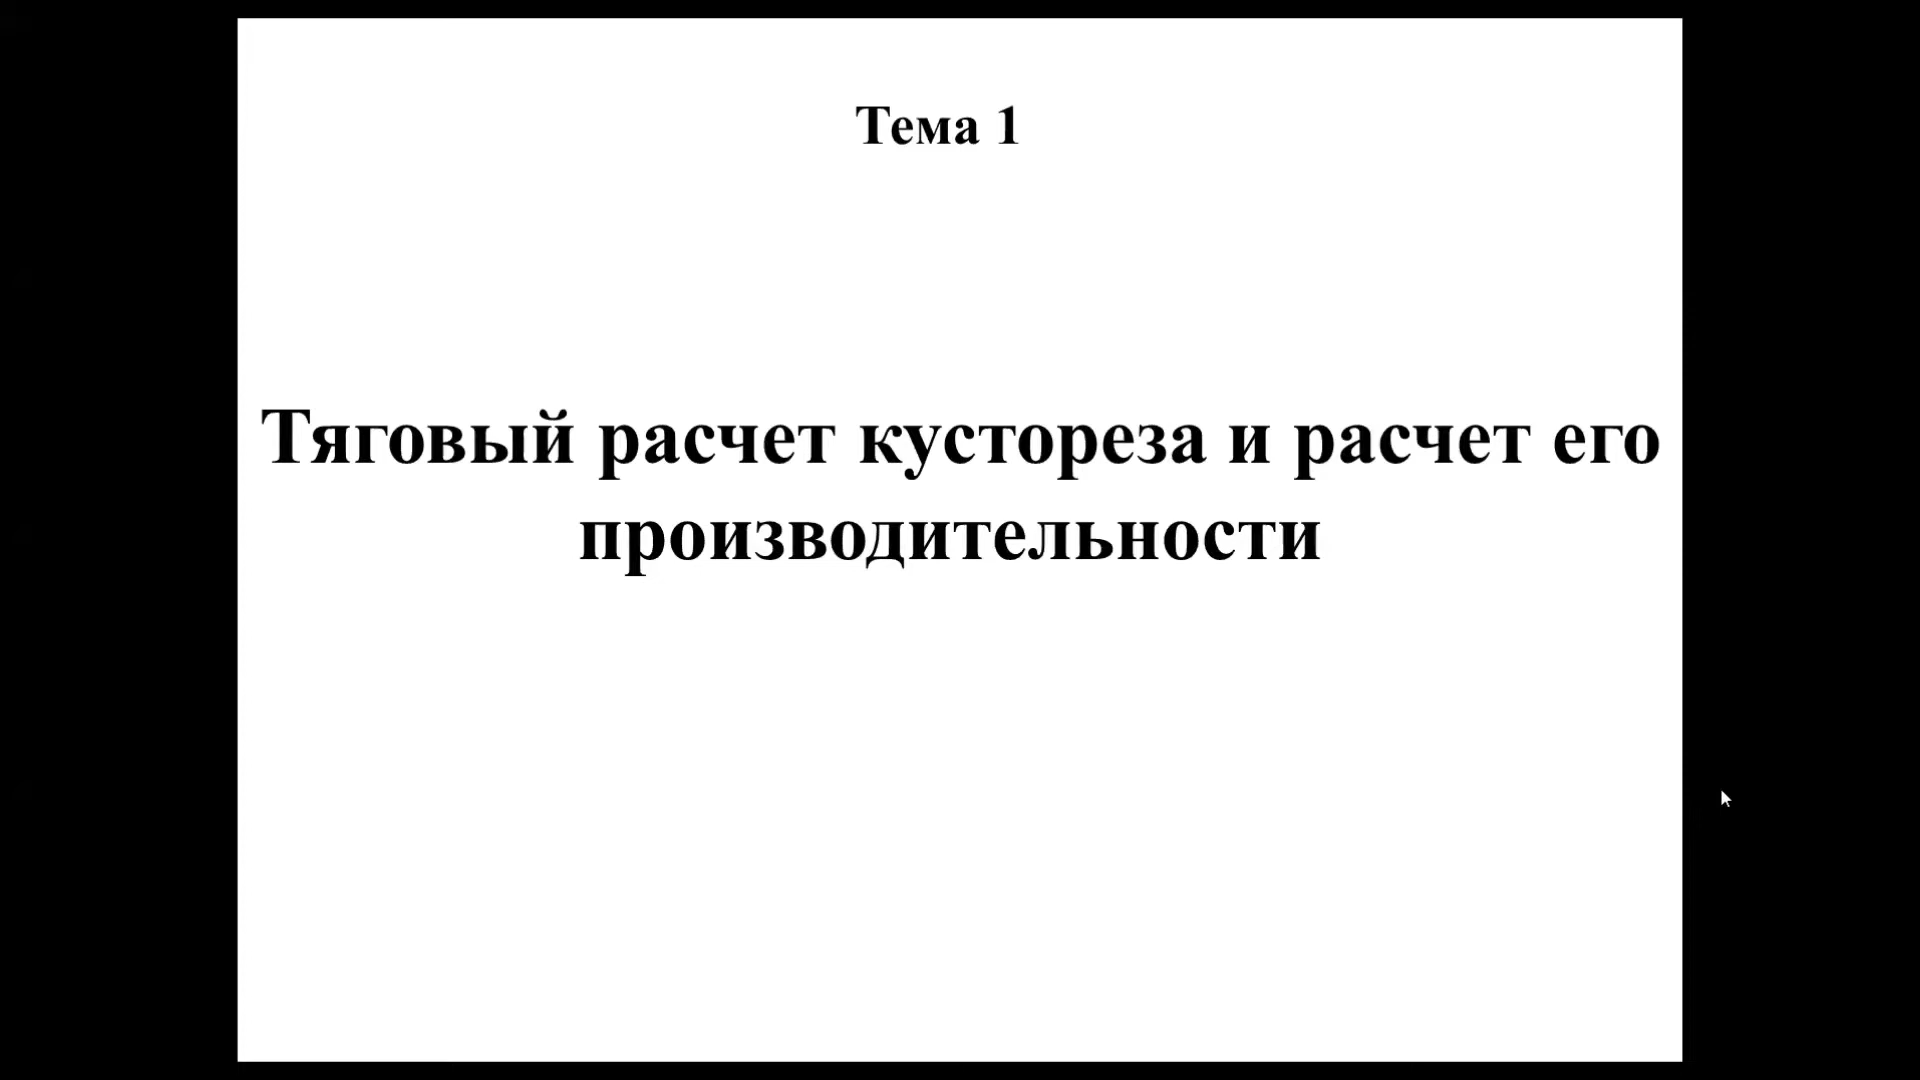 Тема 1
Тяговый расчет кустореза и расчет его
производительности